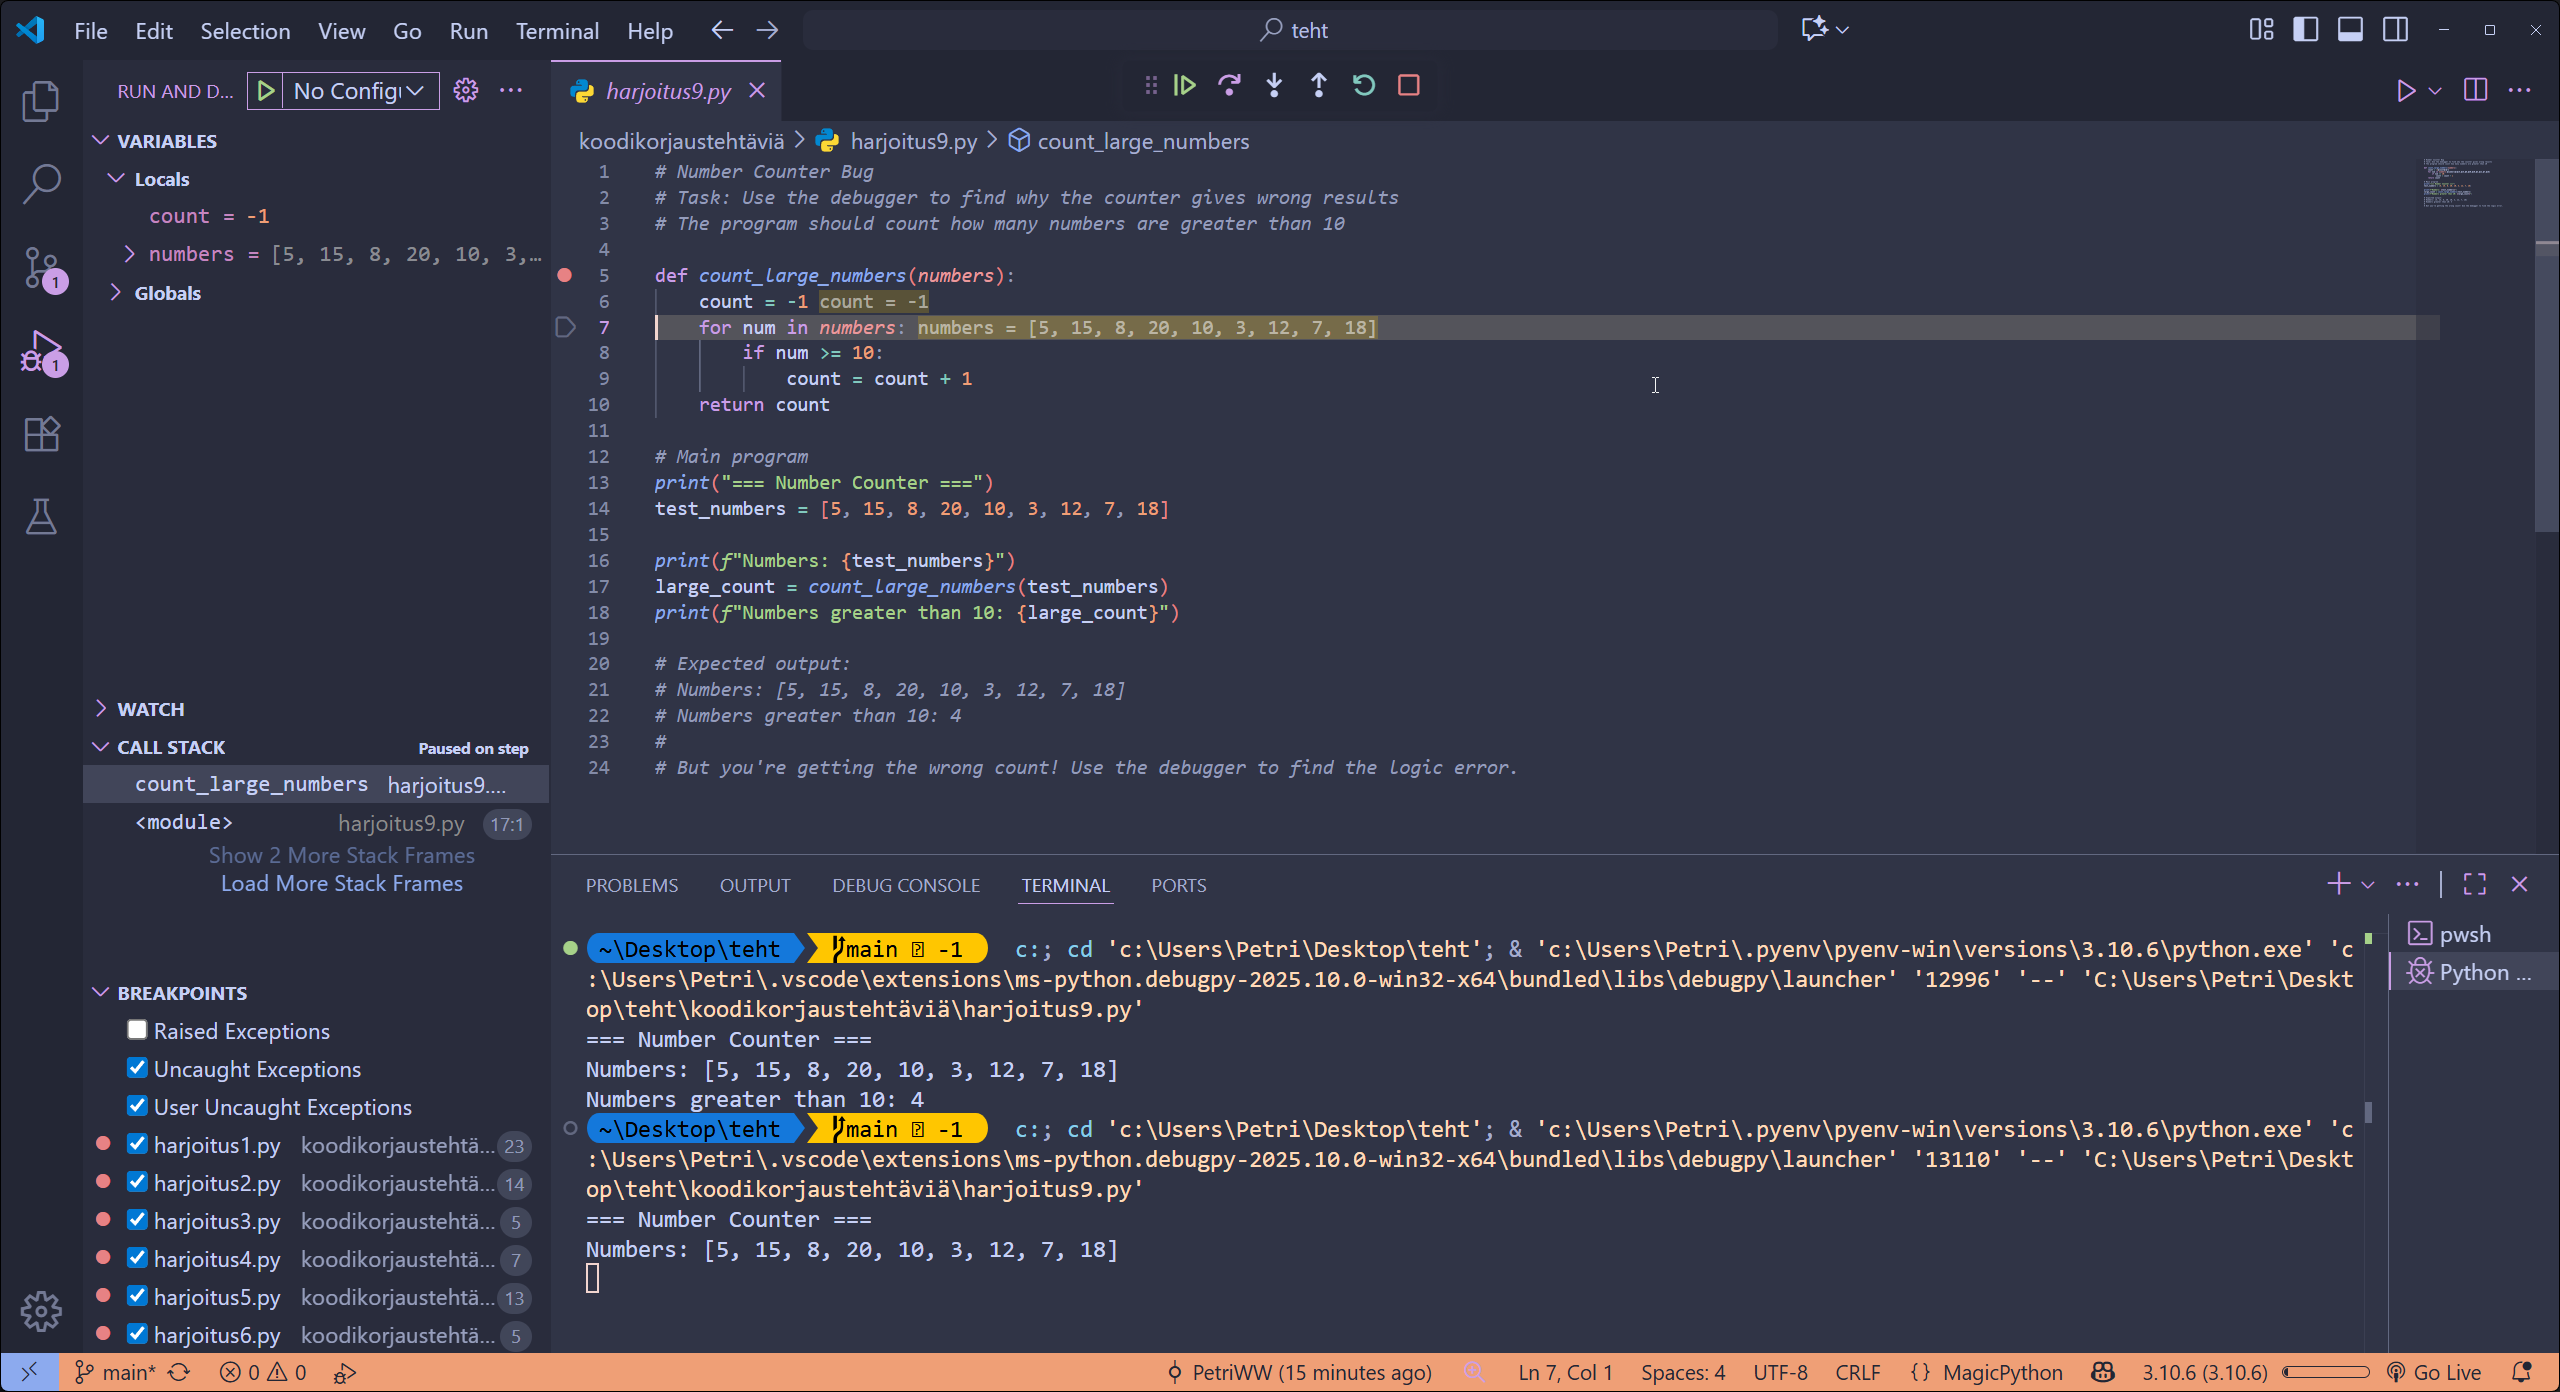 File Edit Selection View Go Run Terminal Help
teht
RUN AND D...
No Config
harjoitus9.py
VARIABLES
Locals
count = -1
numbers = [5, 15, 8, 20, 10, 3,...
Globals
WATCH
CALL STACK
Paused on step
count_large_numbers harjoitus9....
<module> harjoitus9.py 17:1
Show 2 More Stack Frames
Load More Stack Frames
BREAKPOINTS
Raised Exceptions
Uncaught Exceptions
User Uncaught Exceptions
harjoitus1.py koodikorjaustehtä... 23
harjoitus2.py koodikorjaustehtä... 14
harjoitus3.py koodikorjaustehtä... 5
harjoitus4.py koodikorjaustehtä... 7
harjoitus5.py koodikorjaustehtä... 13
harjoitus6.py koodikorjaustehtä... 5
1
1
koodikorjaustehtäviä > harjoitus9.py > count_large_numbers
1 # Number Counter Bug
2 # Task: Use the debugger to find why the counter gives wrong results
3 # The program should count how many numbers are greater than 10
4
5 def count_large_numbers(numbers):
6 count = -1 count = -1
7 for num in numbers: numbers = [5, 15, 8, 20, 10, 3, 12, 7, 18]
8 if num >= 10:
9 count = count + 1
10 return count
11
12 # Main program
13 print("=== Number Counter ===")
14 test_numbers = [5, 15, 8, 20, 10, 3, 12, 7, 18]
15
16 print(f"Numbers: {test_numbers}")
17 large_count = count_large_numbers(test_numbers)
18 print(f"Numbers greater than 10: {large_count}")
19
20 # Expected output:
21 # Numbers: [5, 15, 8, 20, 10, 3, 12, 7, 18]
22 # Numbers greater than 10: 4
23 #
24 # But you're getting the wrong count! Use the debugger to find the logic error.
PROBLEMS OUTPUT DEBUG CONSOLE TERMINAL PORTS
~\Desktop\teht main -1 c:; cd 'c:\Users\Petri\Desktop\teht'; & 'c:\Users\Petri\.pyenv\pyenv-win\versions\3.10.6\python.exe' 'c
:\Users\Petri\.vscode\extensions\ms-python.debugpy-2025.10.0-win32-x64\bundled\libs\debugpy\launcher' '12996' '--' 'C:\Users\Petri\Deskt
op\teht\koodikorjaustehtäviä\harjoitus9.py'
=== Number Counter ===
Numbers: [5, 15, 8, 20, 10, 3, 12, 7, 18]
Numbers greater than 10: 4
~\Desktop\teht main -1 c:; cd 'c:\Users\Petri\Desktop\teht'; & 'c:\Users\Petri\.pyenv\pyenv-win\versions\3.10.6\python.exe' 'c
:\Users\Petri\.vscode\extensions\ms-python.debugpy-2025.10.0-win32-x64\bundled\libs\debugpy\launcher' '13110' '--' 'C:\Users\Petri\Deskt
op\teht\koodikorjaustehtäviä\harjoitus9.py'
=== Number Counter ===
Numbers: [5, 15, 8, 20, 10, 3, 12, 7, 18]
pwsh
Python ...
main* 0 0
PetriWW (15 minutes ago) Ln 7, Col 1 Spaces: 4 UTF-8 CRLF {} MagicPython 3.10.6 (3.10.6) Go Live